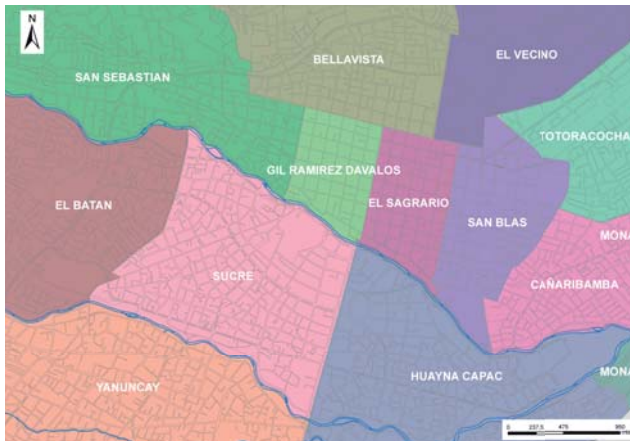 N
BELLAVISTA
EL VECINO
SAN SEBASTIAN
TOTORACOCHA
GIL RAMIREZ DAVALOS
EL BATAN
EL SAGRARIO
SAN BLAS
MONA
SUCRE
CAÑARIBAMBA
YANUNCAY
HUAYNA CAPAC
MONA
0 237,5 475 950